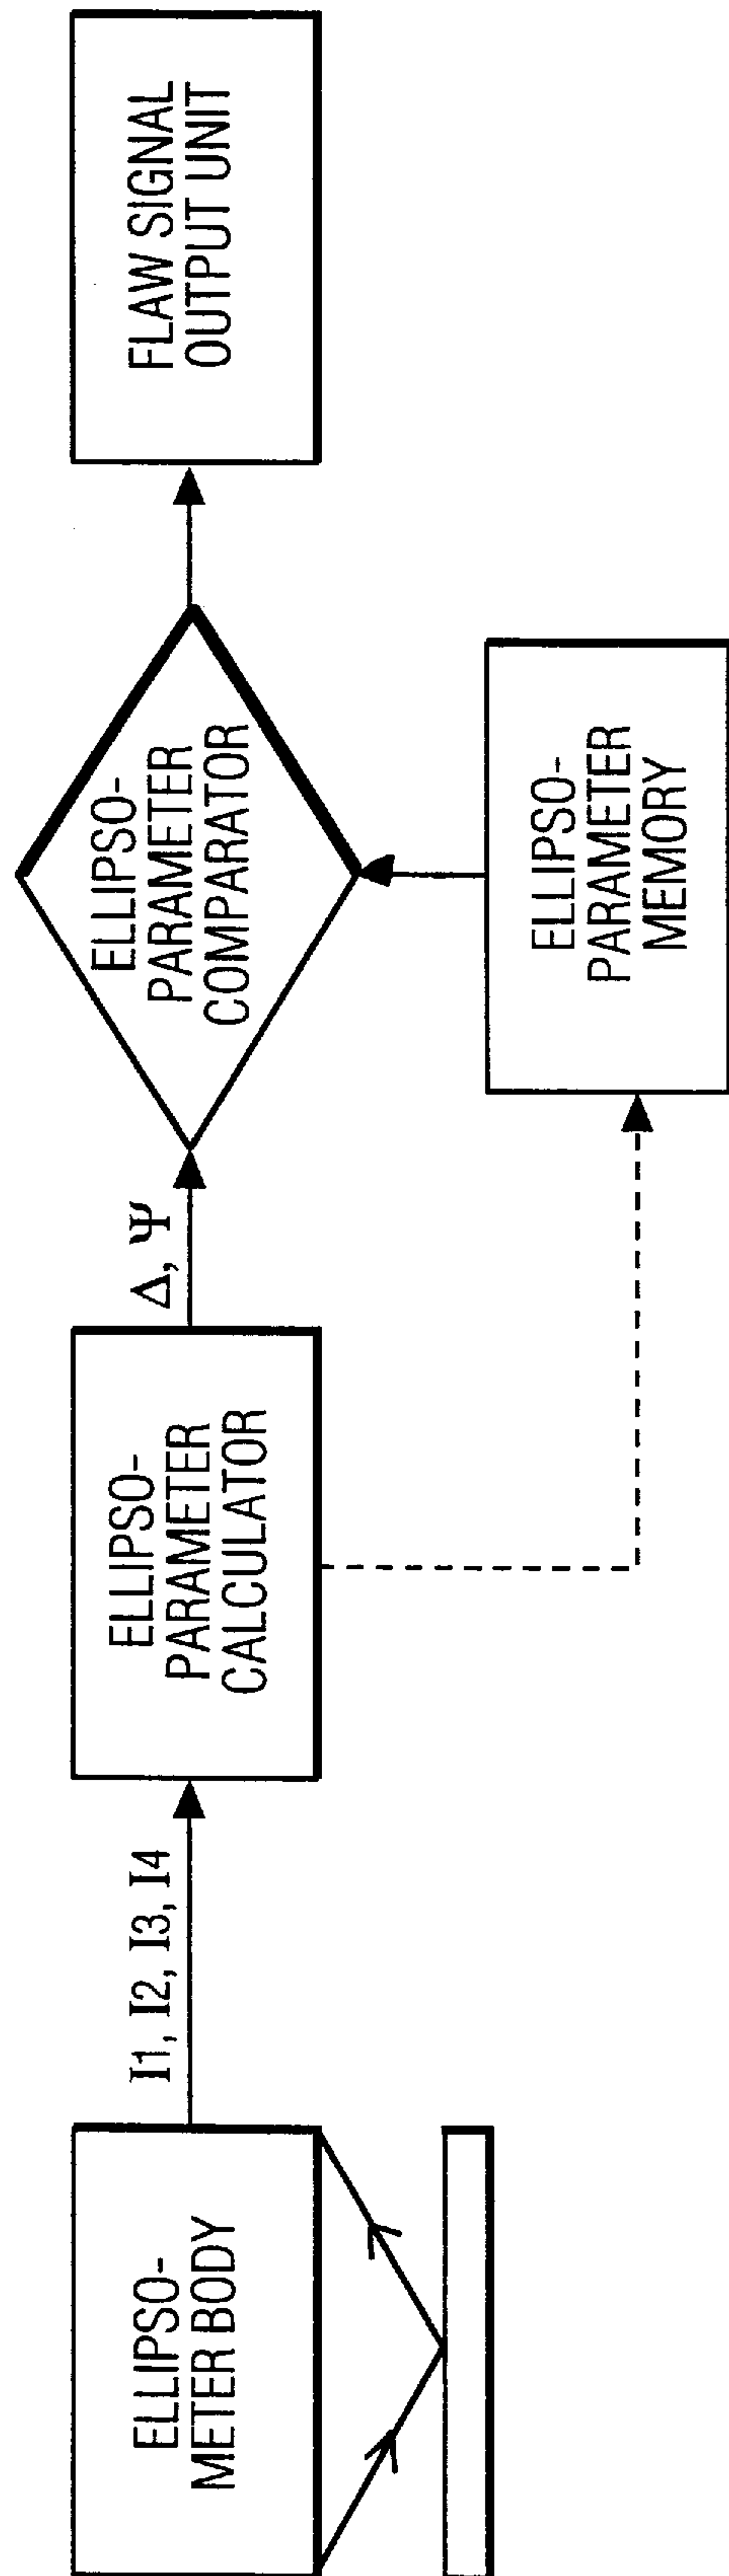 ELLIPSO-
METER BODY
I1, I2, I3, I4
ELLIPSO-
PARAMETER
CALCULATOR
Δ, Ψ
ELLIPSO-
PARAMETER
COMPARATOR
ELLIPSO-
PARAMETER
MEMORY
FLAW SIGNAL
OUTPUT UNIT